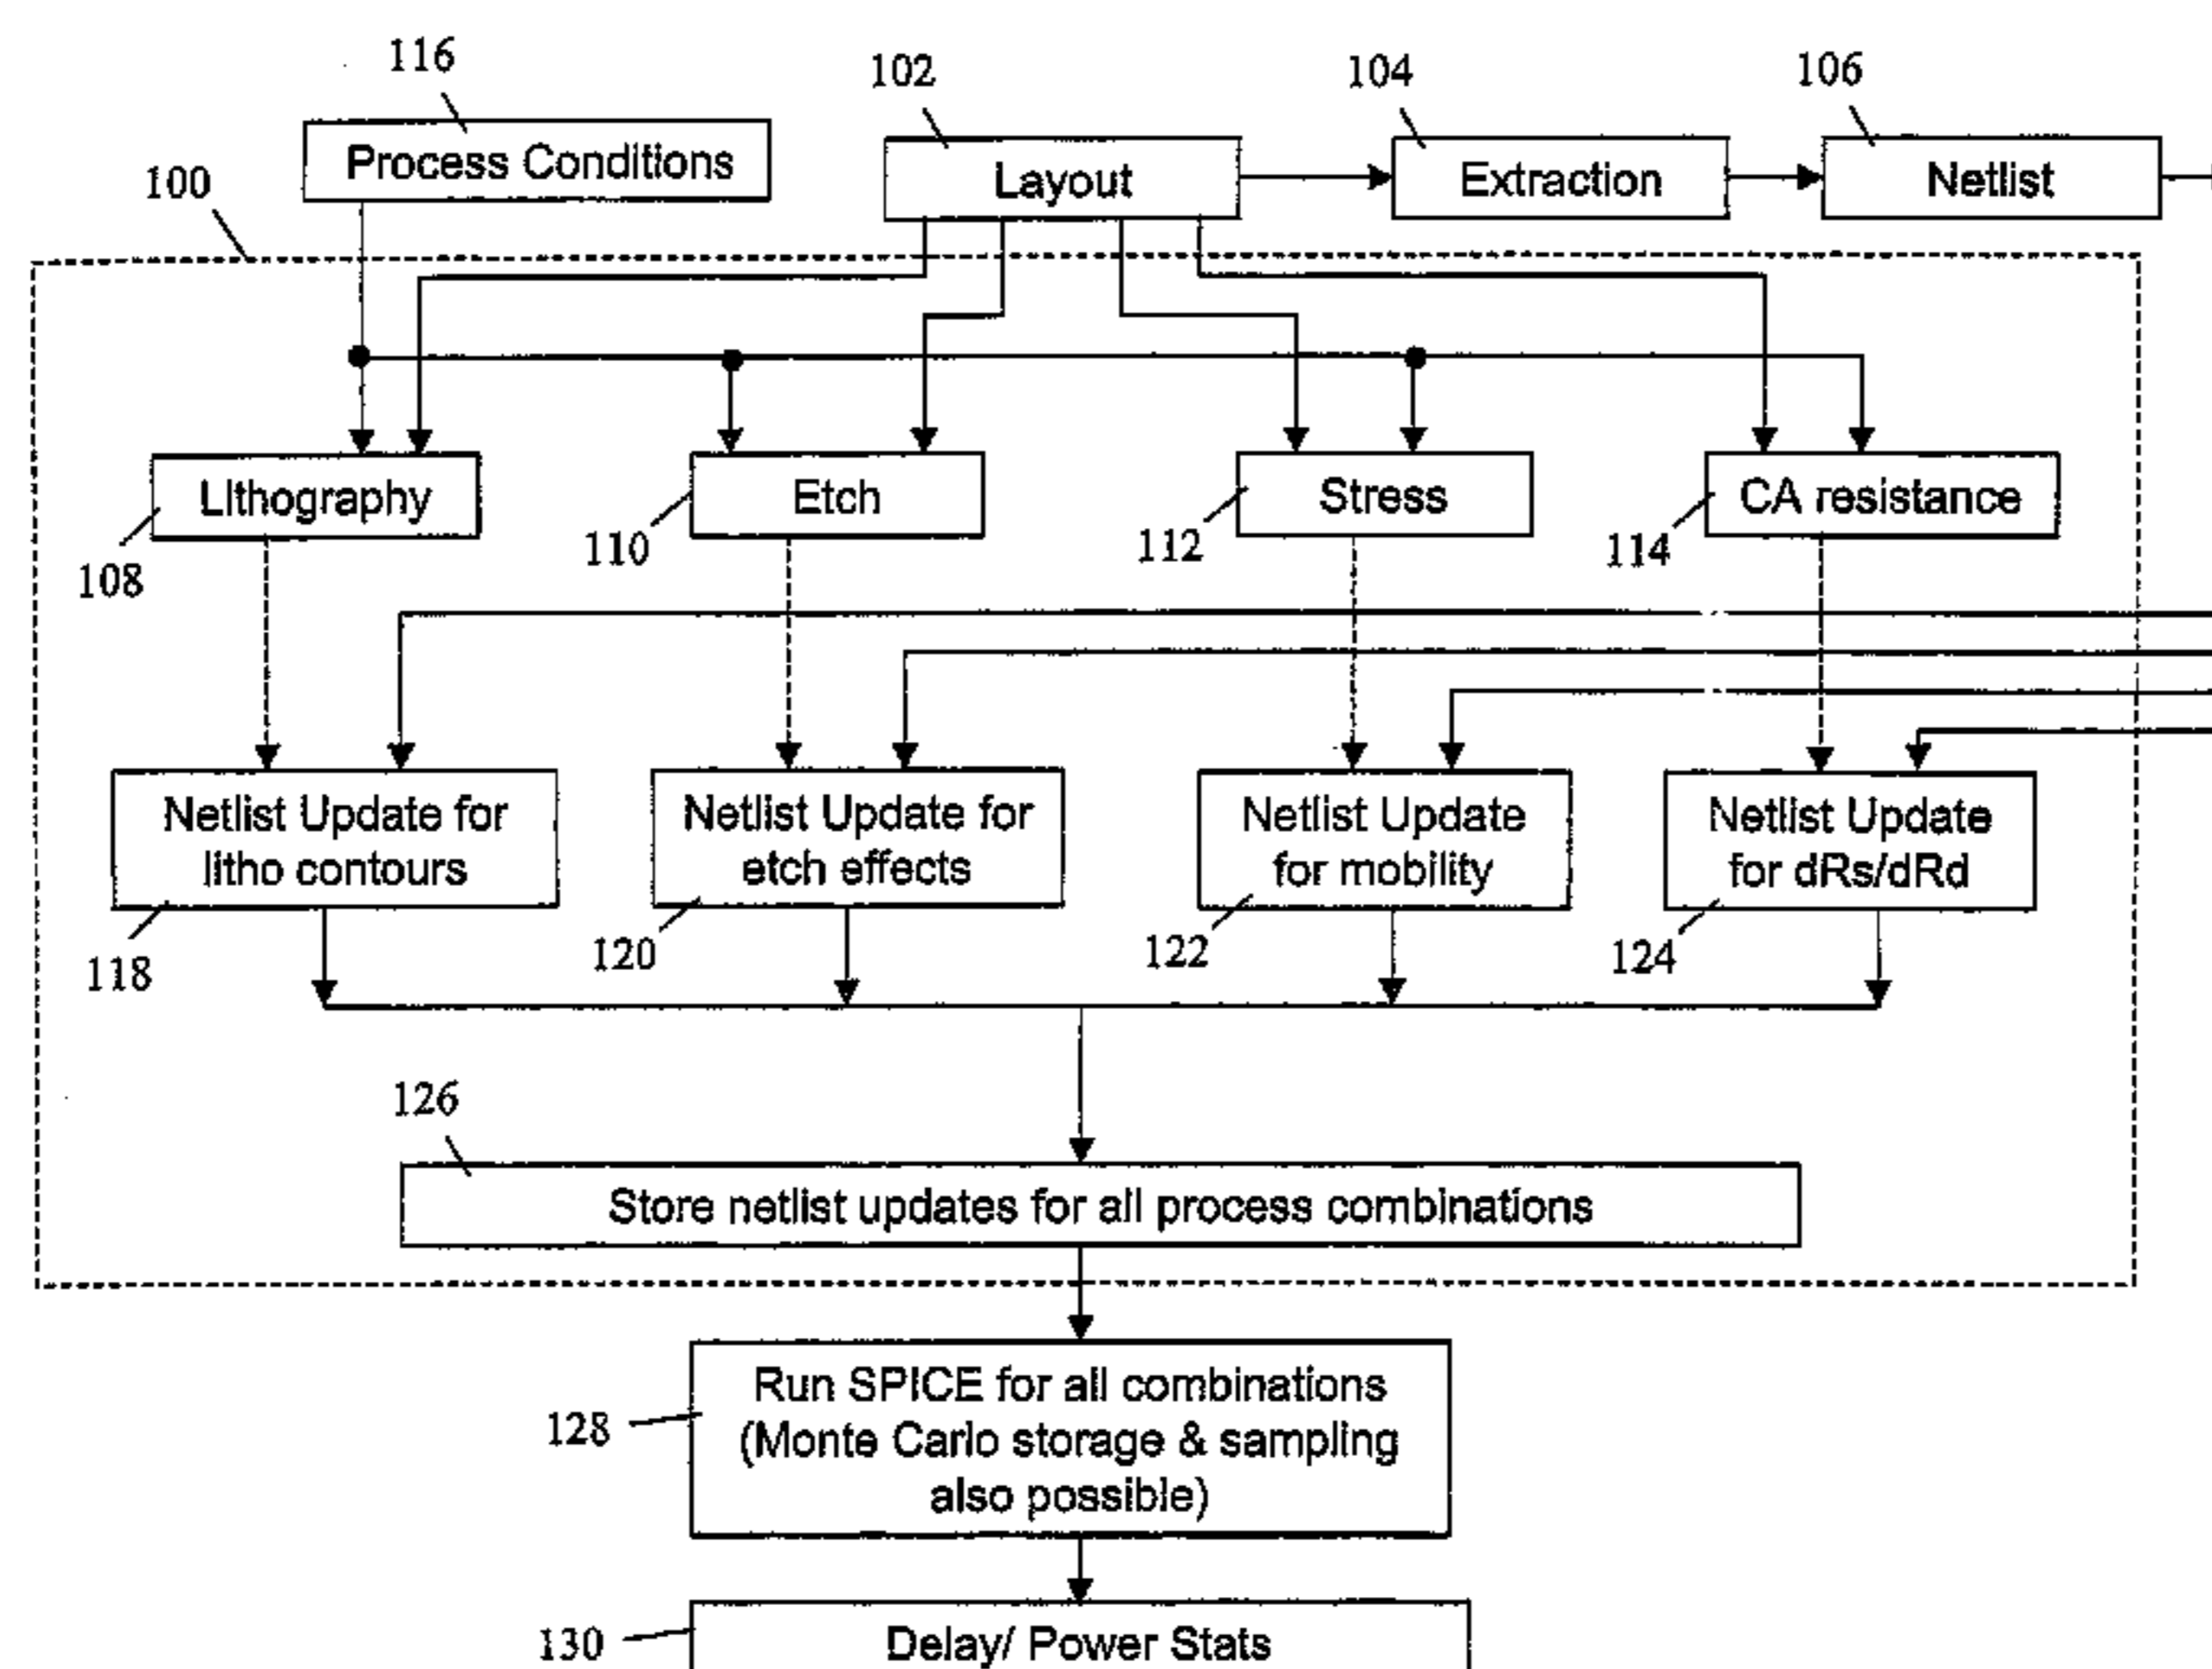 116
102
104
106
Process Conditions
Layout
Extraction
Netlist
100
Lithography
Etch
Stress
CA resistance
108
110
112
114
Netlist Update for
litho contours
Netlist Update for
etch effects
Netlist Update
for mobility
Netlist Update
for dRs/dRd
118
120
122
124
126
Store netlist updates for all process combinations
128
Run SPICE for all combinations
(Monte Carlo storage & sampling
also possible)
130
Delay/ Power Stats